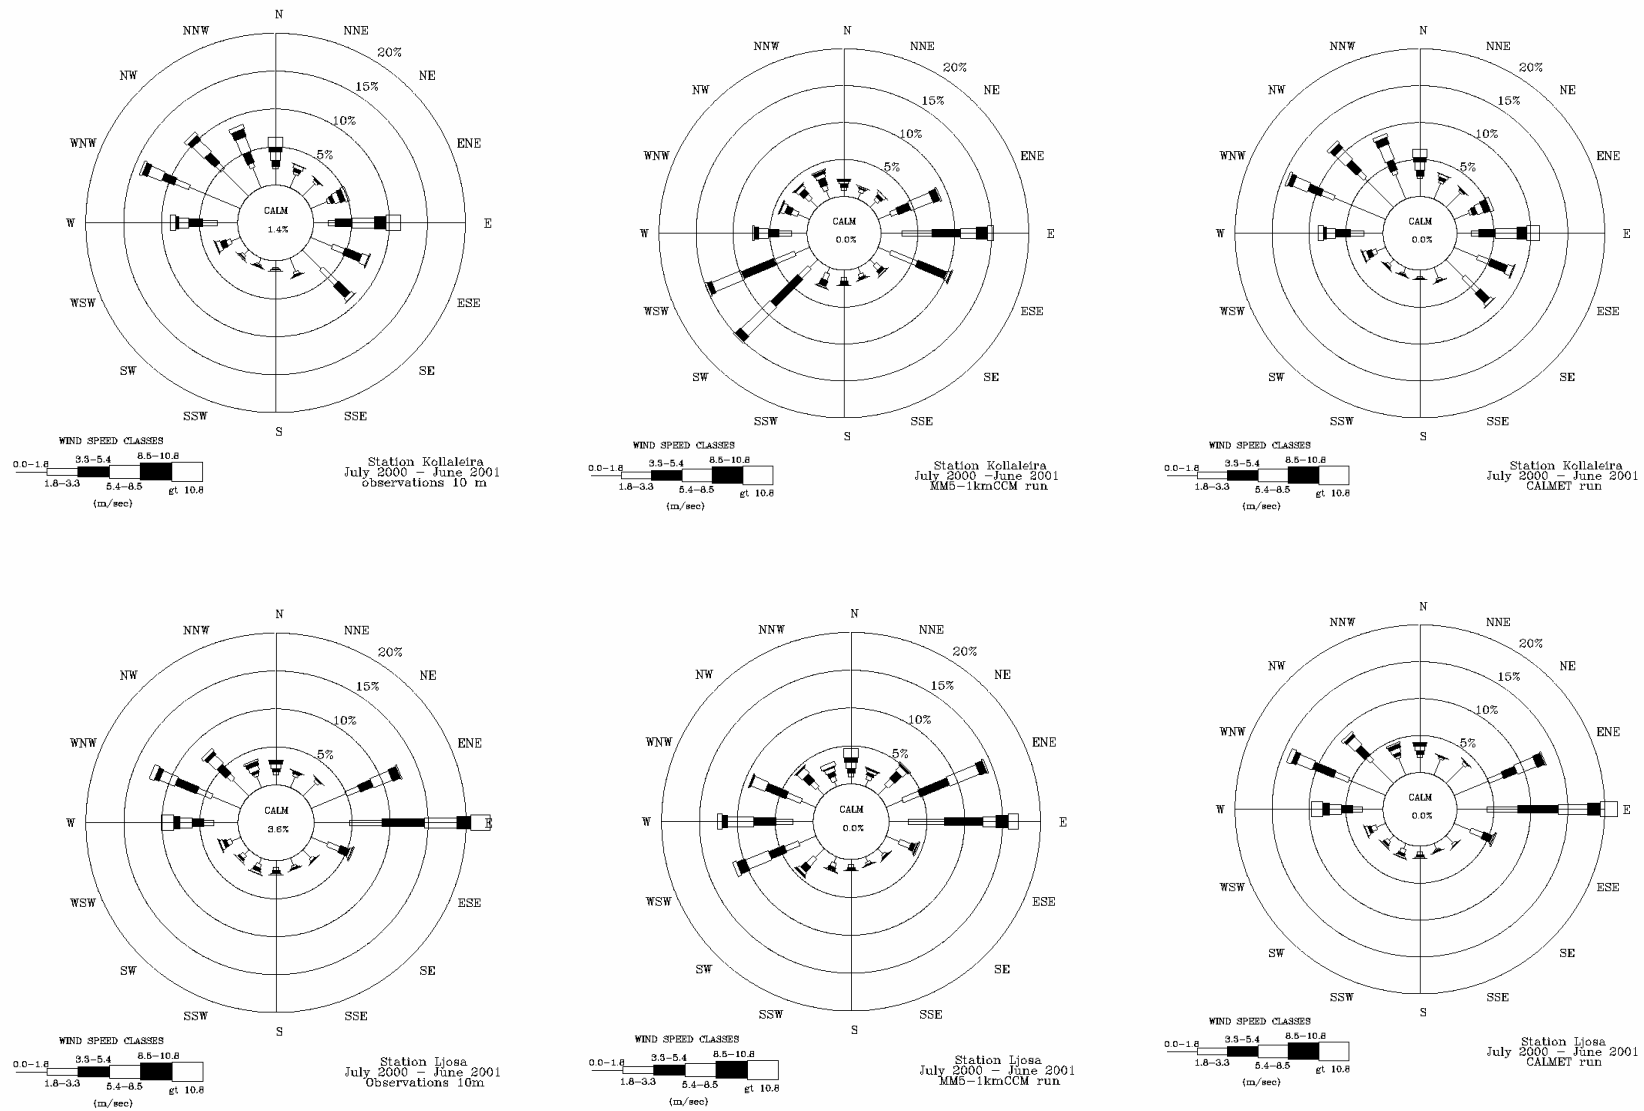 N
NNW
NNE
20%
NW
NE
15%
10%
WNW
ENE
5%
CALM
1.4%
W
E
WSW
ESE
SW
SE
SSW
SSE
S
WIND SPEED CLASSES
0.0-1.8 3.3-5.4 8.5-10.8
1.8-3.3 5.4-8.5 gt 10.8
(m/sec)
Station Kollaleira
July 2000 - June 2001
observations 10 m
N
NNW
NNE
20%
NW
NE
15%
10%
WNW
ENE
5%
CALM
0.0%
W
E
WSW
ESE
SW
SE
SSW
SSE
S
WIND SPEED CLASSES
0.0-1.8 3.3-5.4 8.5-10.8
1.8-3.3 5.4-8.5 gt 10.8
(m/sec)
Station Kollaleira
July 2000 -June 2001
MM5-1kmCCM run
N
NNW
NNE
20%
NW
NE
15%
10%
WNW
ENE
5%
CALM
0.0%
W
E
WSW
ESE
SW
SE
SSW
SSE
S
WIND SPEED CLASSES
0.0-1.8 3.3-5.4 8.5-10.8
1.8-3.3 5.4-8.5 gt 10.8
(m/sec)
Station Kollaleira
July 2000 - June 2001
CALMET run
N
NNW
NNE
20%
NW
NE
15%
10%
WNW
ENE
5%
CALM
3.6%
W
E
WSW
ESE
SW
SE
SSW
SSE
S
WIND SPEED CLASSES
0.0-1.8 3.3-5.4 8.5-10.8
1.8-3.3 5.4-8.5 gt 10.8
(m/sec)
Station Ljosa
July 2000 - June 2001
Observations 10m
N
NNW
NNE
20%
NW
NE
15%
10%
WNW
ENE
5%
CALM
0.0%
W
E
WSW
ESE
SW
SE
SSW
SSE
S
WIND SPEED CLASSES
0.0-1.8 3.3-5.4 8.5-10.8
1.8-3.3 5.4-8.5 gt 10.8
(m/sec)
Station Ljosa
July 2000 - June 2001
MM5-1kmCCM run
N
NNW
NNE
20%
NW
NE
15%
10%
WNW
ENE
5%
CALM
0.0%
W
E
WSW
ESE
SW
SE
SSW
SSE
S
WIND SPEED CLASSES
0.0-1.8 3.3-5.4 8.5-10.8
1.8-3.3 5.4-8.5 gt 10.8
(m/sec)
Station Ljosa
July 2000 - June 2001
CALMET run